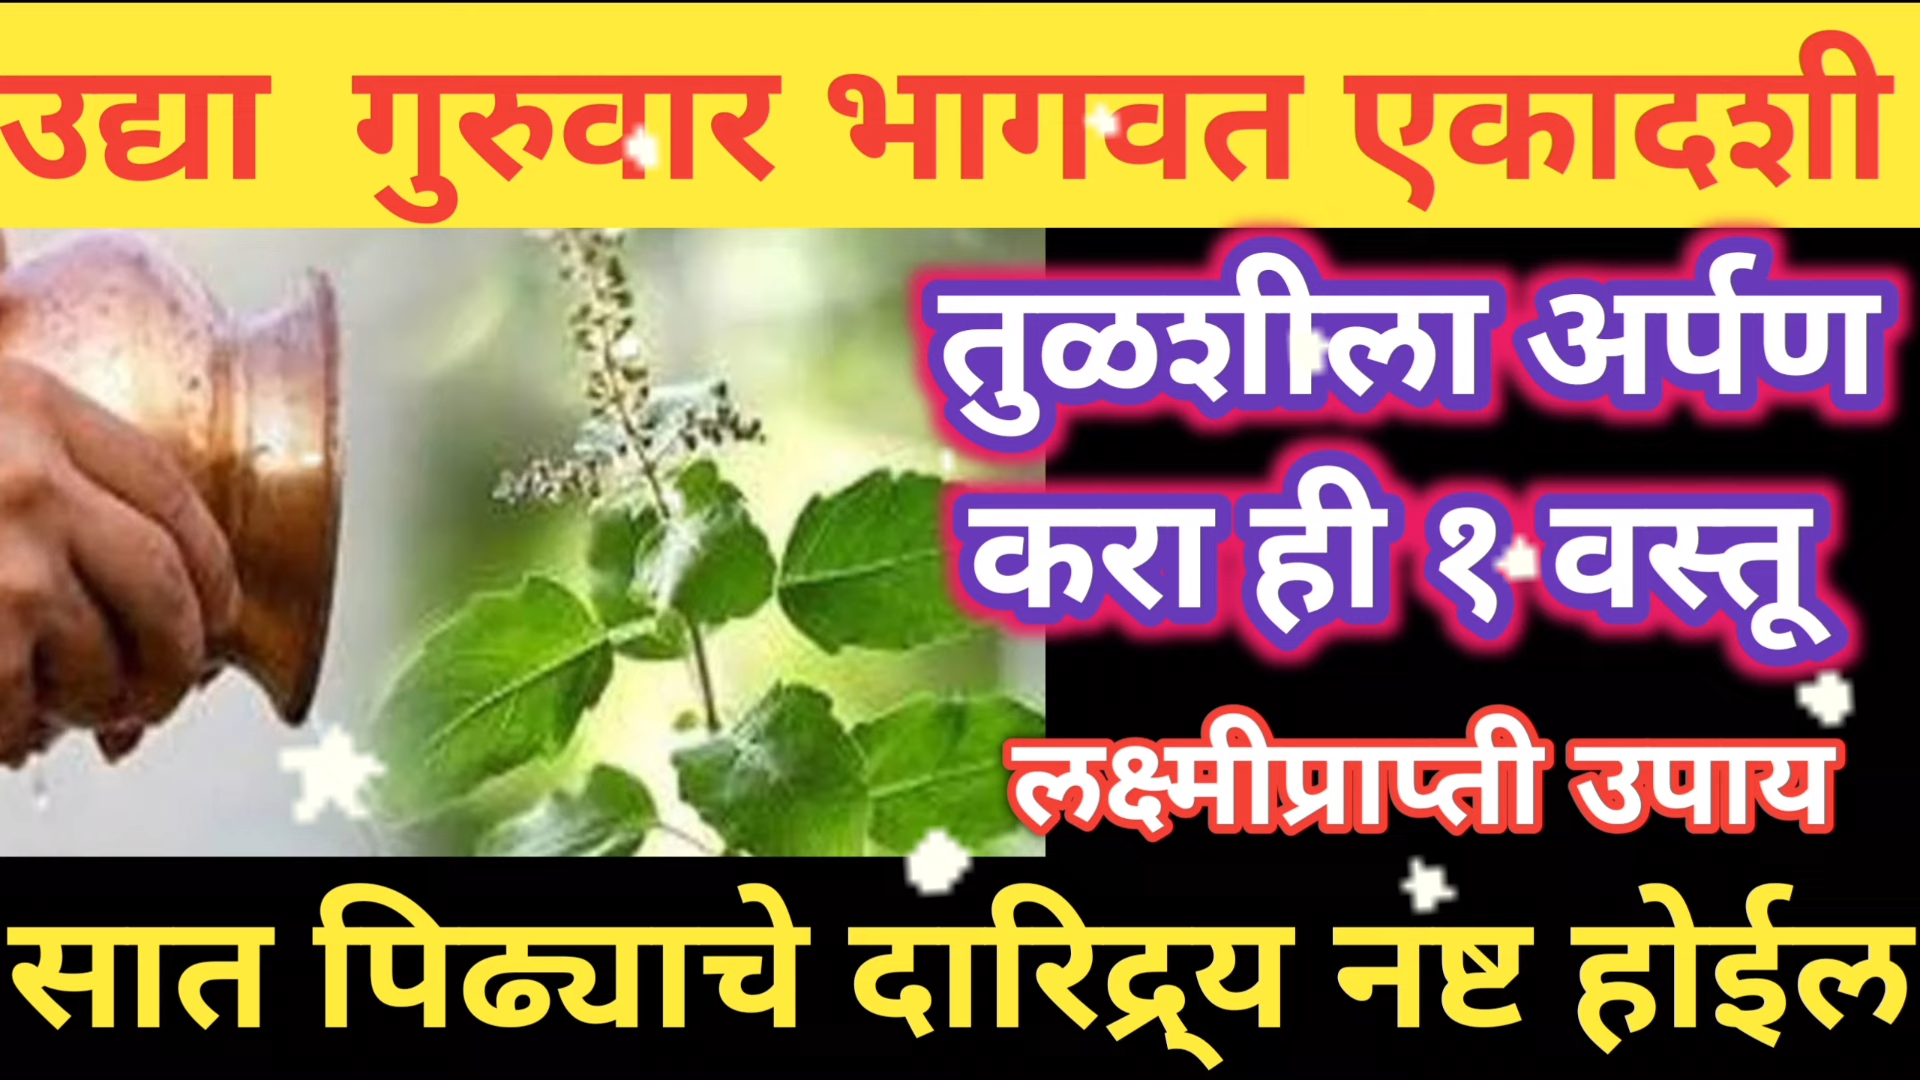 उद्या गुरुवार भागवत एकादशी
तुळशीला अर्पण
करा ही १ वस्तू
लक्ष्मीप्राप्ती उपाय
सात पिढ्याचे दारिद्र्य नष्ट होईल